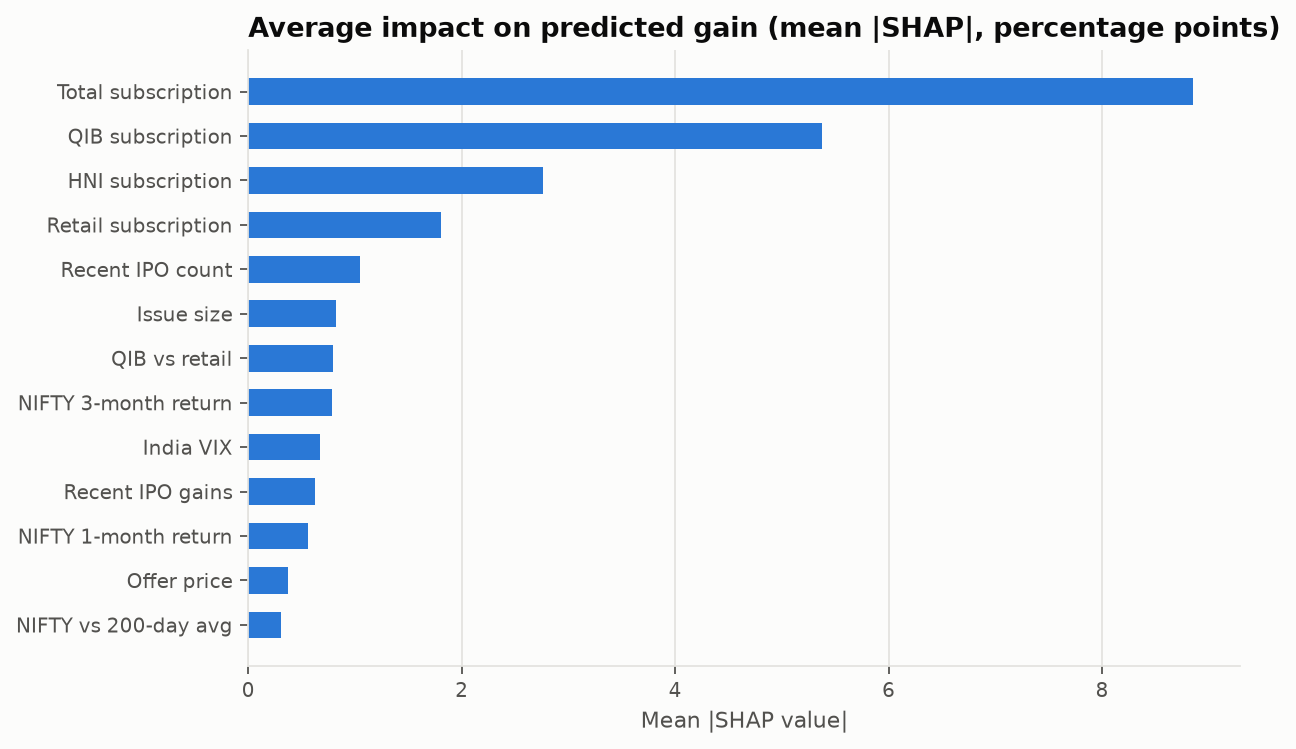 Average impact on predicted gain (mean |SHAP|, percentage points)
Total subscription
QIB subscription
HNI subscription
Retail subscription
Recent IPO count
Issue size
QIB vs retail
NIFTY 3-month return
India VIX
Recent IPO gains
NIFTY 1-month return
Offer price
NIFTY vs 200-day avg
0 2 4 6 8
Mean |SHAP value|